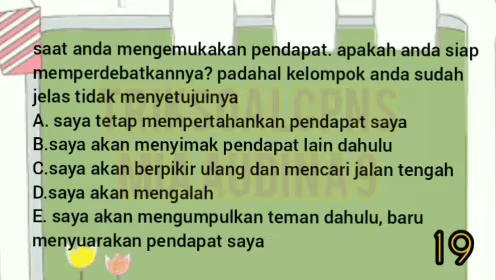 saat anda mengemukakan pendapat. apakah anda siap
memperdebatkannya? padahal kelompok anda sudah
jelas tidak menyetujuinya
A. saya tetap mempertahankan pendapat saya
B.saya akan menyimak pendapat lain dahulu
C.saya akan berpikir ulang dan mencari jalan tengah
D.saya akan mengalah
E. saya akan mengumpulkan teman dahulu, baru
menyuarakan pendapat saya
19